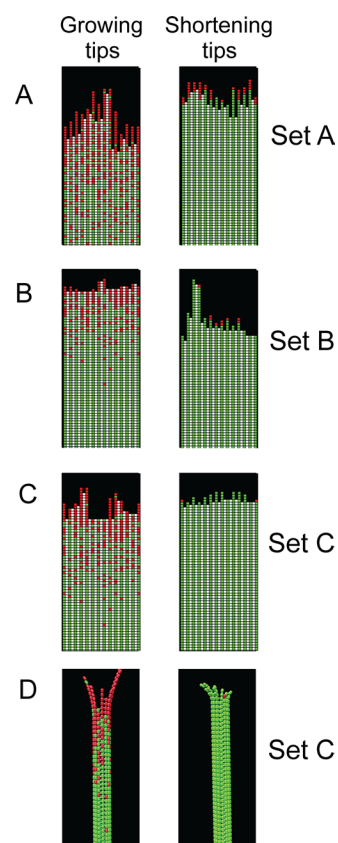 Growing tips
Shortening tips
A
Set A
B
Set B
C
Set C
D
Set C